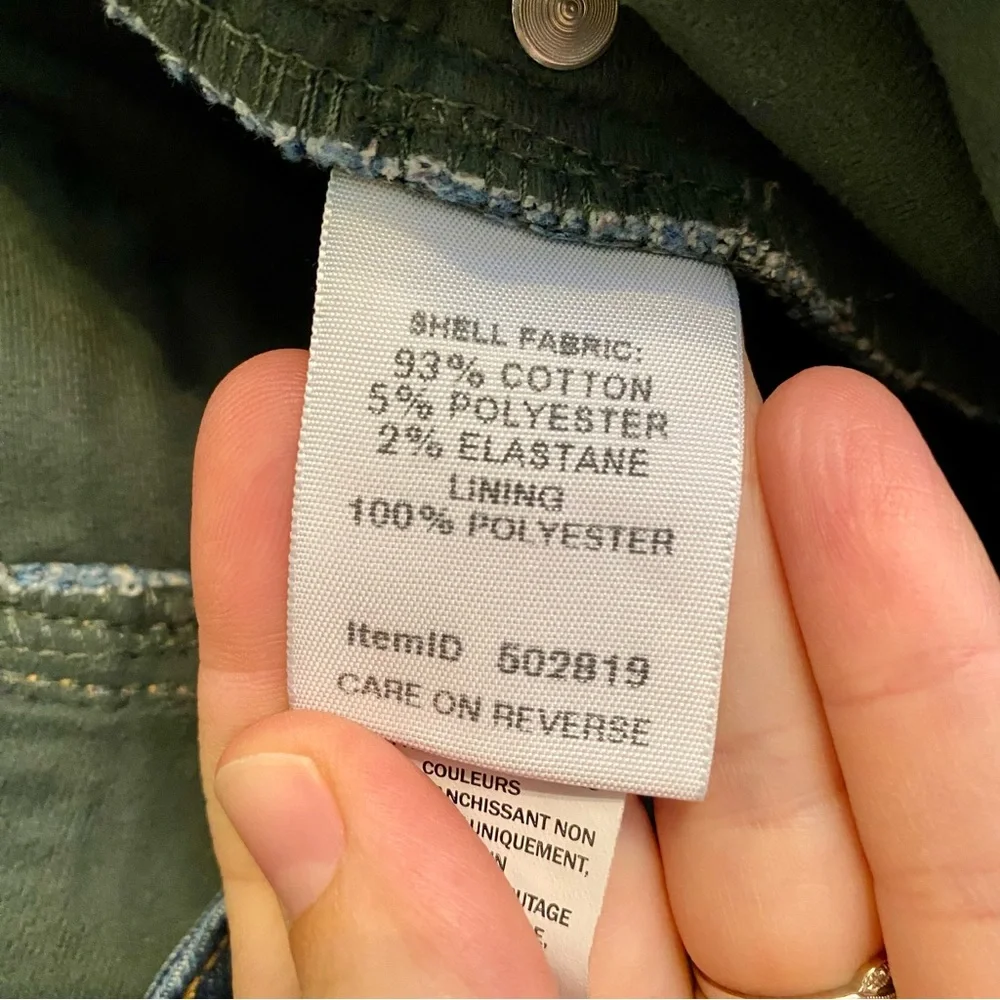 SHELL FABRIC:
93% COTTON
5% POLYESTER
2% ELASTANE
LINING
100% POLYESTER
ItemID 502819
CARE ON REVERSE
COULEURS
NON
UNIQUEMENT,